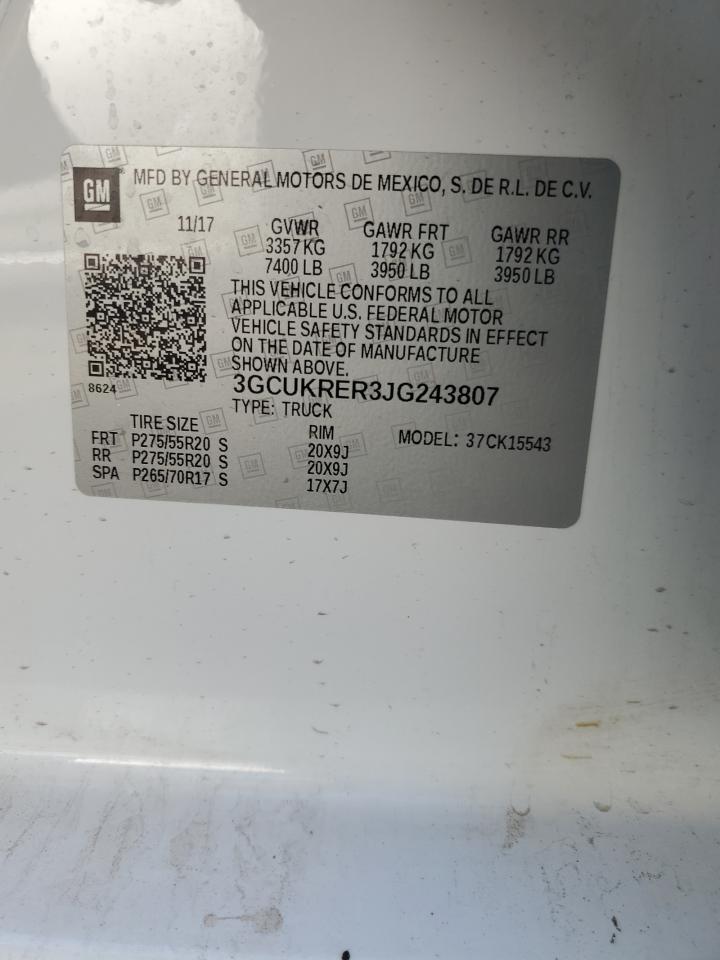 GM MFD BY GENERAL MOTORS DE MEXICO, S. DE R.L. DE C.V.
11/17 GVWR GAWR FRT GAWR RR
3357 KG 1792 KG 1792 KG
7400 LB 3950 LB 3950 LB
THIS VEHICLE CONFORMS TO ALL
APPLICABLE U.S. FEDERAL MOTOR
VEHICLE SAFETY STANDARDS IN EFFECT
ON THE DATE OF MANUFACTURE
SHOWN ABOVE.
8624
3GCUKRER3JG243807
TYPE: TRUCK
TIRE SIZE RIM MODEL: 37CK15543
FRT P275/55R20 S 20X9J
RR P275/55R20 S 20X9J
SPA P265/70R17 S 17X7J